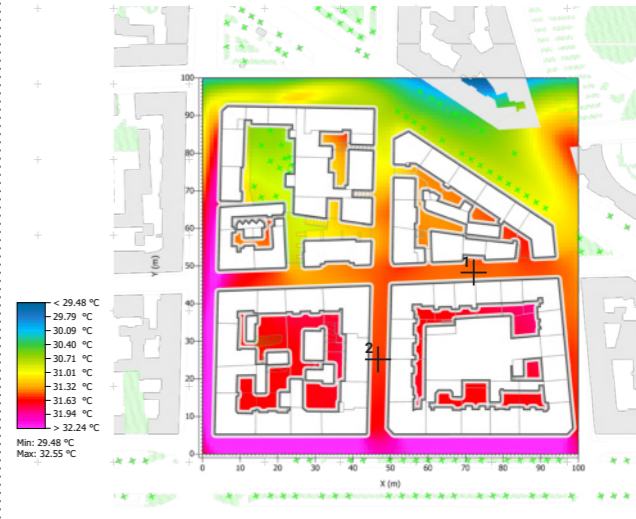 100
90
80
70
60
50
40
30
20
10
0
Y (m)
1
2
0
10
20
30
40
50
60
70
80
90
100
X (m)
< 29.48 °C
29.79 °C
30.09 °C
30.40 °C
30.71 °C
31.01 °C
31.32 °C
31.63 °C
31.94 °C
> 32.24 °C
Min: 29.48 °C
Max: 32.55 °C